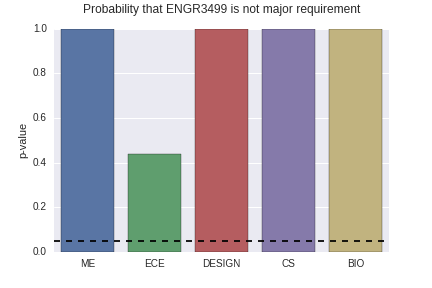 Probability that ENGR3499 is not major requirement
1.0
0.8
0.6
0.4
0.2
0.0
p-value
ME ECE DESIGN CS BIO